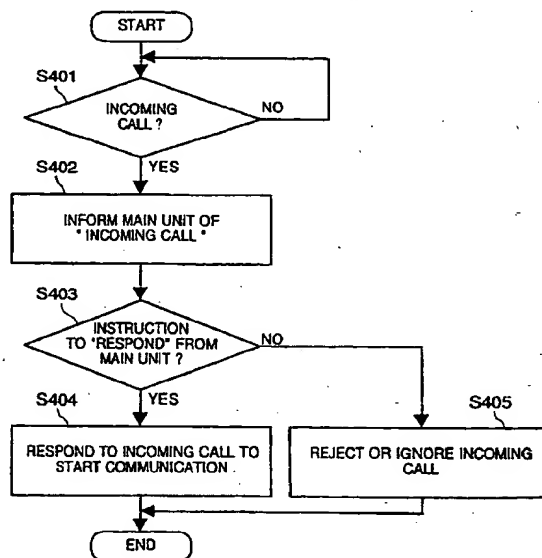 START
S401
INCOMING
CALL ?
NO
YES
S402
INFORM MAIN UNIT OF
"INCOMING CALL"
S403
INSTRUCTION
TO "RESPOND" FROM
MAIN UNIT ?
NO
YES
S404
RESPOND TO INCOMING CALL TO
START COMMUNICATION
S405
REJECT OR IGNORE INCOMING
CALL
END